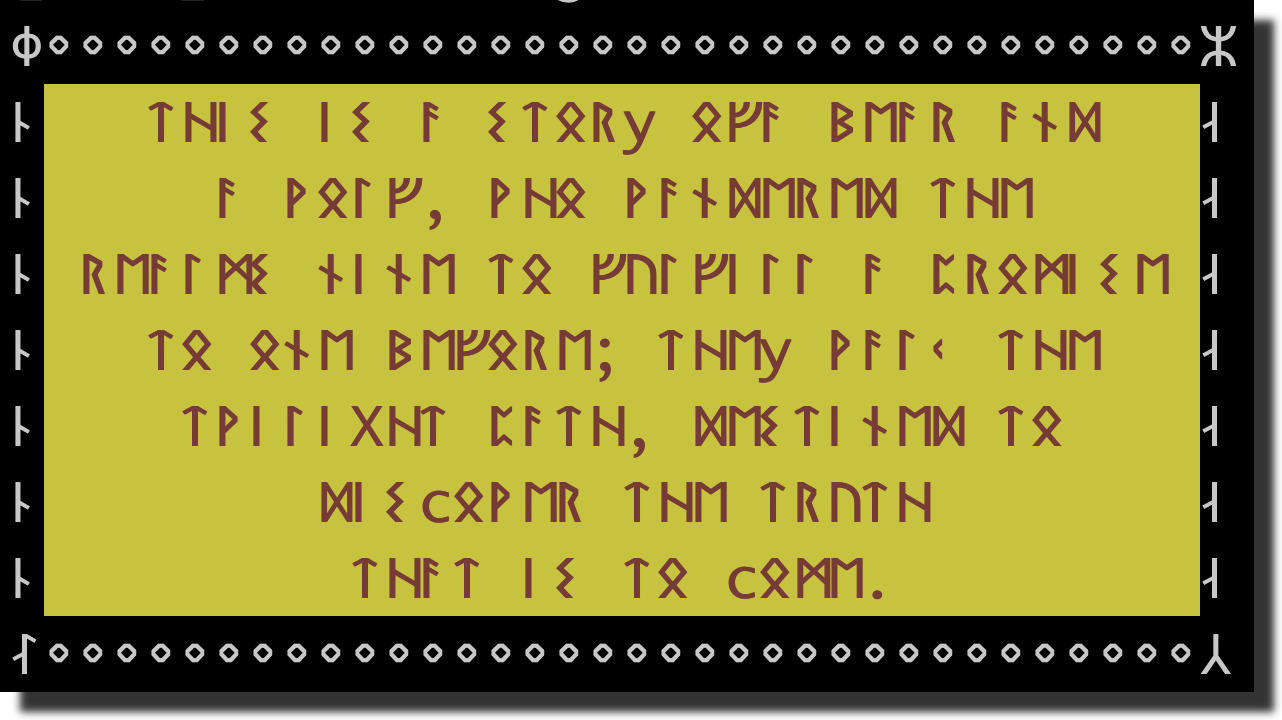 ᛏᚺᛁᛊ ᛁᛊ ᚨ ᛊᛏᛟᚱy ᛟᚠᚨ ᛒᛖᚨᚱ ᚨᚾᛞ
ᚨ ᚹᛟᛚᚠ, ᚹᚺᛟ ᚹᚨᚾᛞᛖᚱᛖᛞ ᛏᚺᛖ
ᚱᛖᚨᛚᛗᛊ ᚾᛁᚾᛖ ᛏᛟ ᚠᚢᛚᚠᛁᛚᛚ ᚨ ᛈᚱᛟᛗᛁᛊᛖ
ᛏᛟ ᛟᚾᛖ ᛒᛖᚠᛟᚱᛖ; ᛏᚺᛖy ᚹᚨᛚᚲ ᛏᚺᛖ
ᛏᚹᛁᛚᛁᚷᚺᛏ ᛈᚨᛏᚺ, ᛞᛖᛊᛏᛁᚾᛖᛞ ᛏᛟ
ᛞᛁᛊcᛟᚹᛖᚱ ᛏᚺᛖ ᛏᚱᚢᛏᚺ
ᛏᚺᚨᛏ ᛁᛊ ᛏᛟ cᛟᛗᛖ.